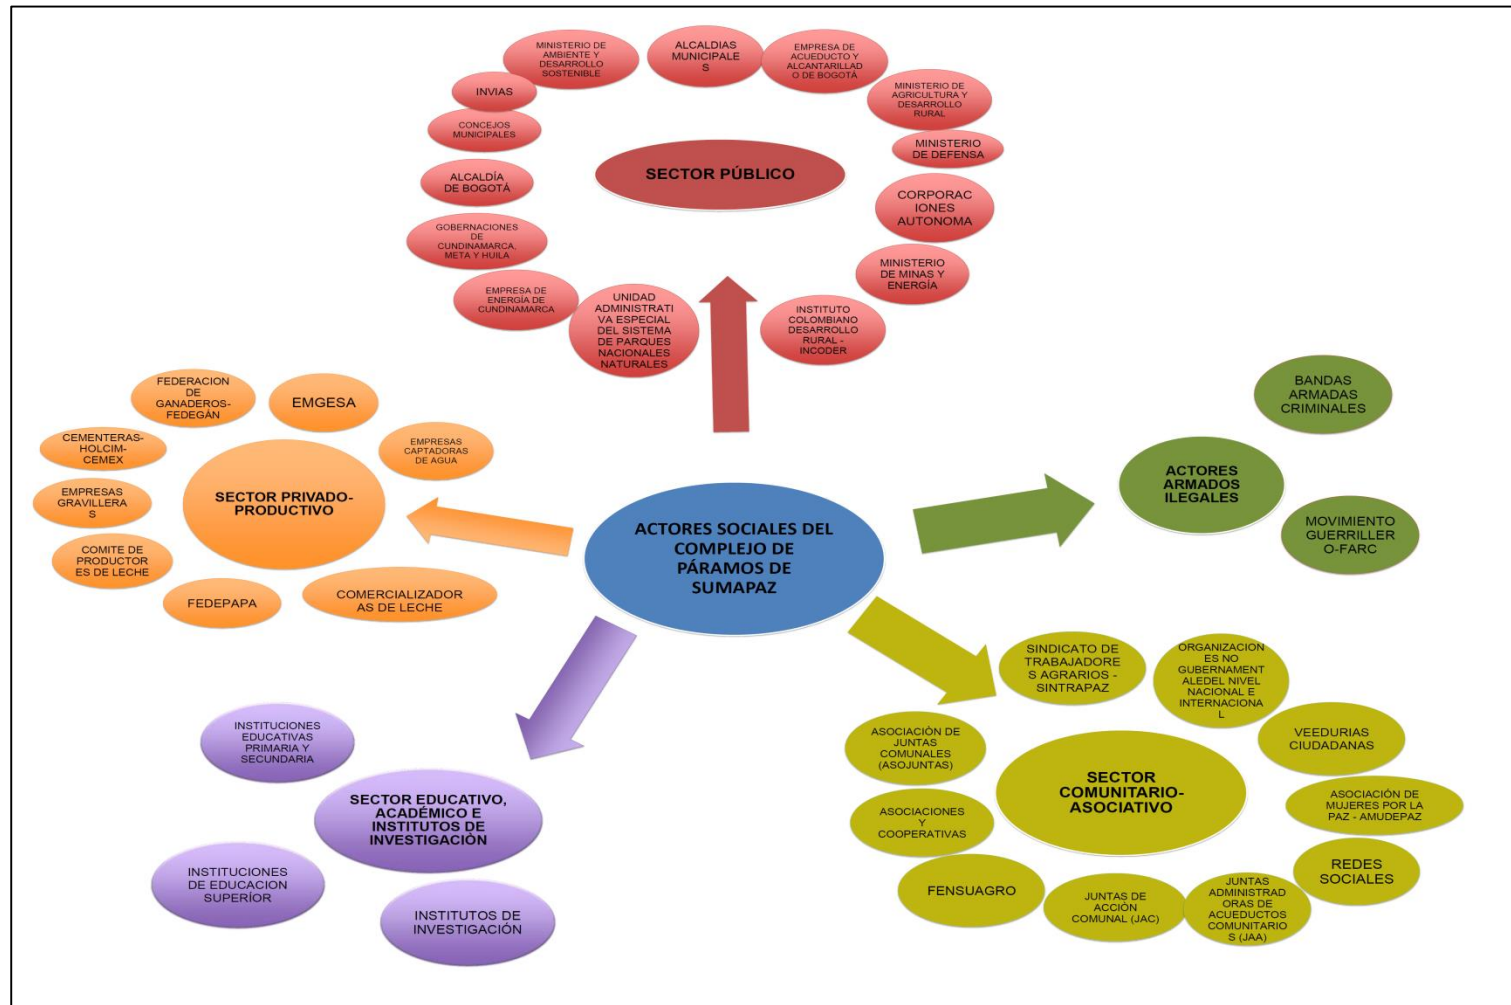 MINISTERIO DE
AMBIENTE Y
DESARROLLO
SOSTENIBLE
ALCALDIAS
MUNICIPALE
S
EMPRESA DE
ACUEDUCTO Y
ALCANTARILLAD
O DE BOGOTÁ
INVIAS
MINISTERIO DE
AGRICULTURA Y
DESARROLLO
RURAL
CONCEJOS
MUNICIPALES
MINISTERIO
DE DEFENSA
SECTOR PÚBLICO
ALCALDÍA
DE BOGOTÁ
CORPORAC
IONES
AUTONOMA
GOBERNACIONES
DE
CUNDINAMARCA,
META Y HUILA
MINISTERIO
DE MINAS Y
ENERGÍA
EMPRESA DE
ENERGÍA DE
CUNDINAMARCA
UNIDAD
ADMINISTRATI
VA ESPECIAL
DEL SISTEMA
DE PARQUES
NACIONALES
NATURALES
INSTITUTO
COLOMBIANO
DESARROLLO
RURAL -
INCODER
FEDERACION
DE
GANADEROS-
FEDEGÁN
EMGESA
CEMENTERAS-
HOLCIM-
CEMEX
EMPRESAS
CAPTADORAS
DE AGUA
SECTOR PRIVADO-
PRODUCTIVO
EMPRESAS
GRAVILLERA
S
COMITE DE
PRODUCTOR
ES DE LECHE
FEDEPAPA
COMERCIALIZADOR
AS DE LECHE
ACTORES SOCIALES DEL
COMPLEJO DE
PÁRAMOS DE
SUMAPAZ
BANDAS
ARMADAS
CRIMINALES
ACTORES
ARMADOS
ILEGALES
MOVIMIENTO
GUERRILLER
O-FARC
INSTITUCIONES
EDUCATIVAS
PRIMARIA Y
SECUNDARIA
SECTOR EDUCATIVO,
ACADÉMICO E
INSTITUTOS DE
INVESTIGACIÒN
INSTITUCIONES
DE EDUCACION
SUPERÍOR
INSTITUTOS DE
INVESTIGACIÓN
SINDICATO DE
TRABAJADORE
S AGRARIOS -
SINTRAPAZ
ORGANIZACION
ES NO
GUBERNAMENT
ALEDEL NIVEL
NACIONAL E
INTERNACIONA
L
ASOCIACIÓN DE
JUNTAS
COMUNALES
(ASOJUNTAS)
VEEDURIAS
CIUDADANAS
SECTOR
COMUNITARIO-
ASOCIATIVO
ASOCIACIÓN DE
MUJERES POR LA
PAZ - AMUDEPAZ
ASOCIACIONES
Y
COOPERATIVAS
REDES
SOCIALES
FENSUAGRO
JUNTAS DE
ACCIÓN
COMUNAL (JAC)
JUNTAS
ADMINISTRAD
ORAS DE
ACUEDUCTOS
COMUNITARIO
S (JAA)